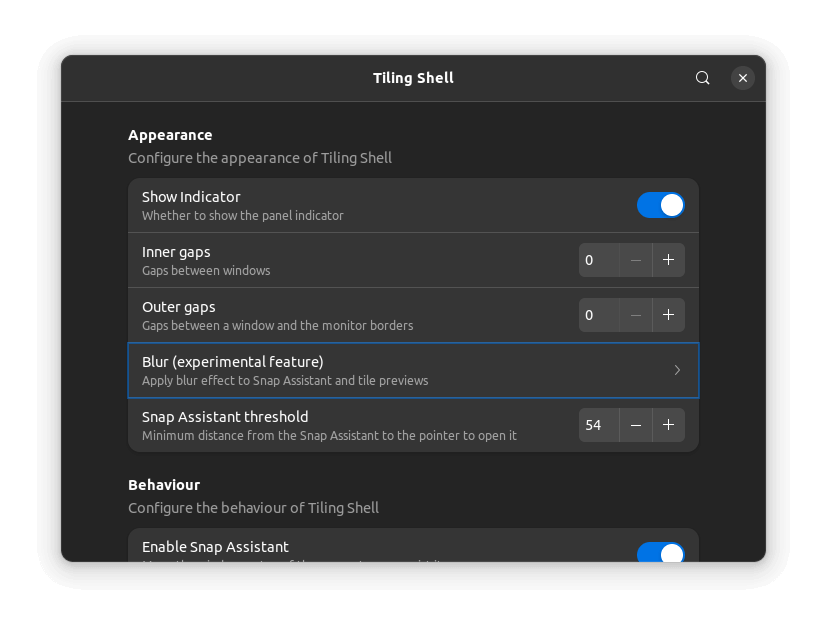 Tiling Shell
Appearance
Configure the appearance of Tiling Shell
Show Indicator
Whether to show the panel indicator
Inner gaps
Gaps between windows
0
Outer gaps
Gaps between a window and the monitor borders
0
Blur (experimental feature)
Apply blur effect to Snap Assistant and tile previews
Snap Assistant threshold
Minimum distance from the Snap Assistant to the pointer to open it
54
Behaviour
Configure the behaviour of Tiling Shell
Enable Snap Assistant